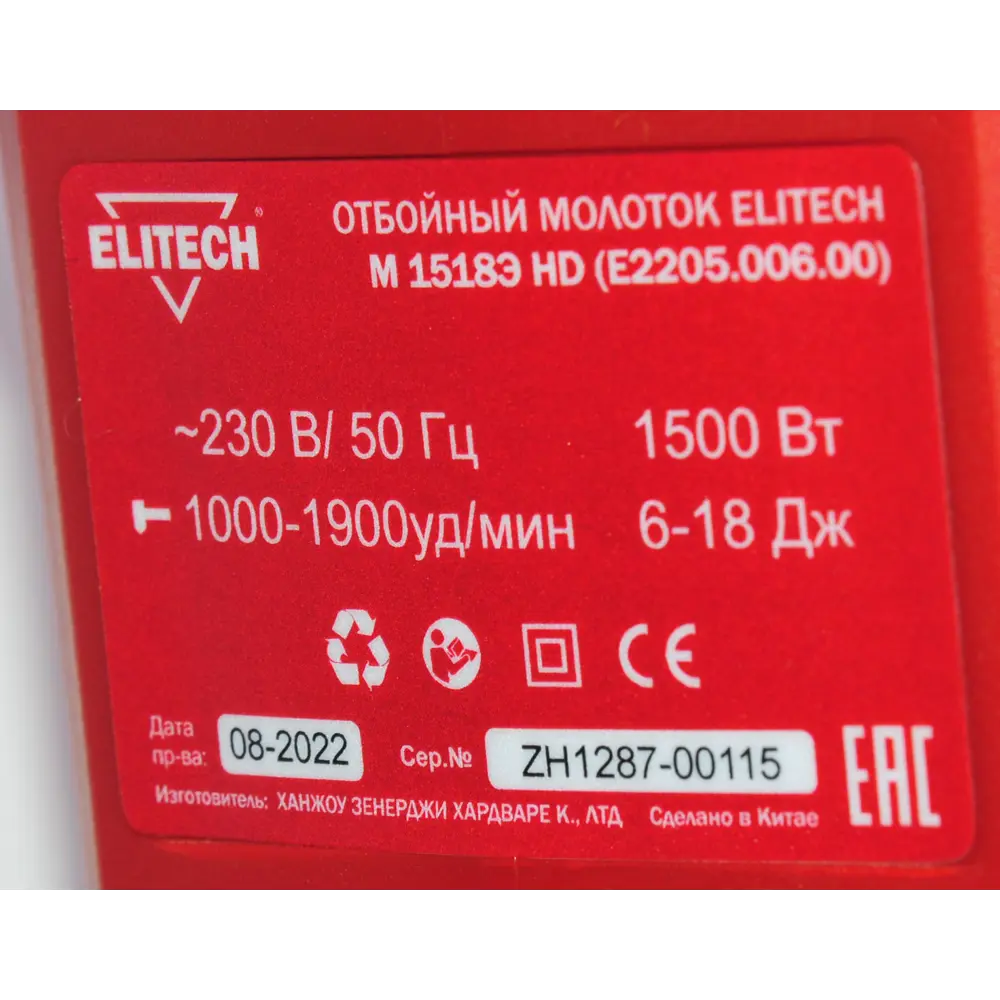 ELITECH®
ОТБОЙНЫЙ МОЛОТОК ELITECH
М 1518Э HD (E2205.006.00)
~230 В/ 50 Гц
1500 Вт
1000-1900уд/мин
6-18 Дж
CE
Дата
пр-ва:
08-2022
Сер.№
ZH1287-00115
EAC
Изготовитель: ХАНЖОУ ЗЕНЕРДЖИ ХАРДВАРЕ К., ЛТД
Сделано в Китае